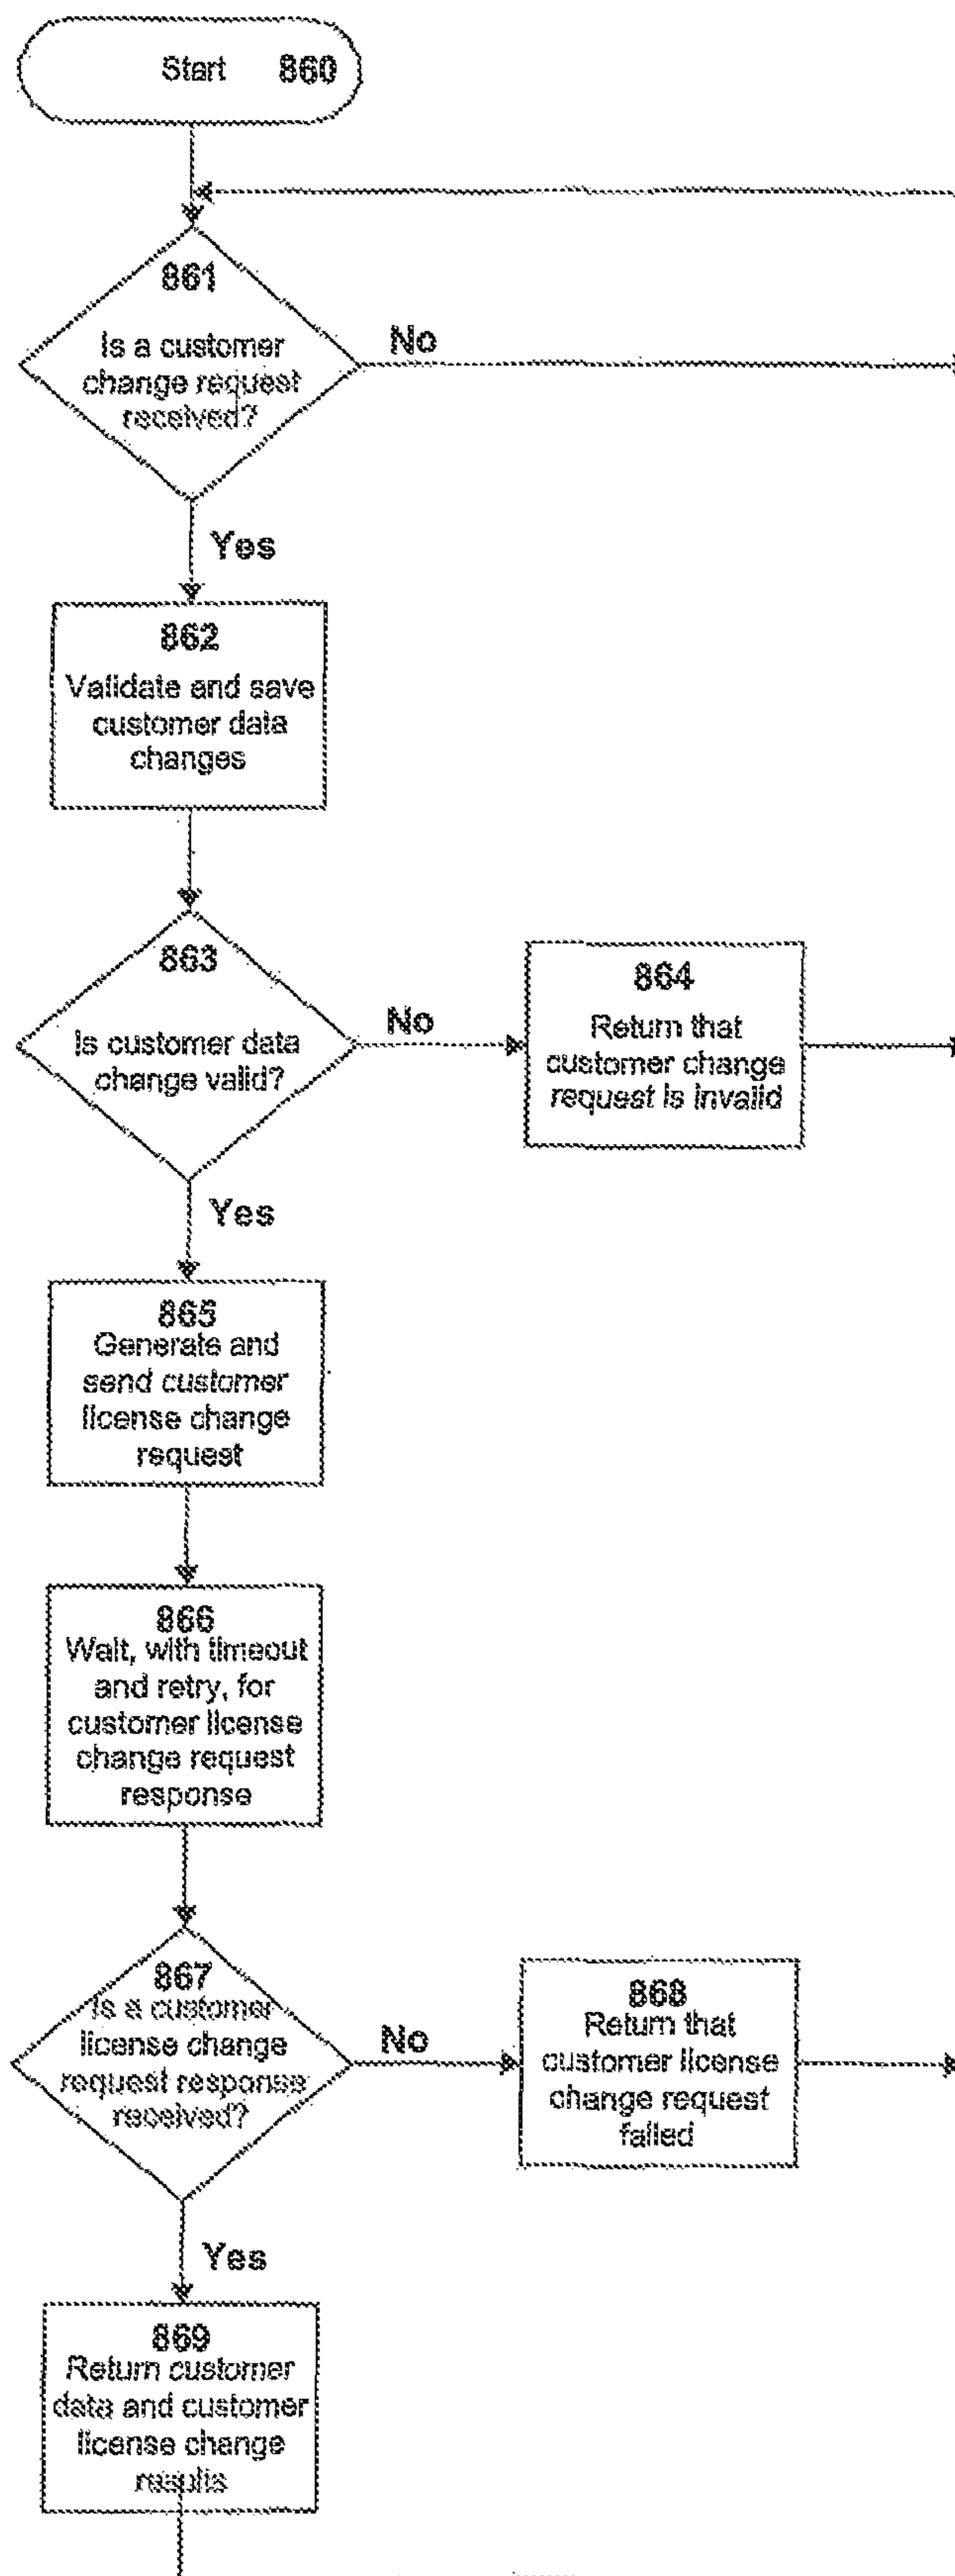 Start 860
861
Is a customer
change request
received?
No
Yes
862
Validate and save
customer data
changes
863
Is customer data
change valid?
No
864
Return that
customer change
request is invalid
Yes
865
Generate and
send customer
license change
request
866
Wait, with timeout
and retry, for
customer license
change request
response
867
Is a customer
license change
request response
received?
No
868
Return that
customer license
change request
failed
Yes
869
Return customer
data and customer
license change
results